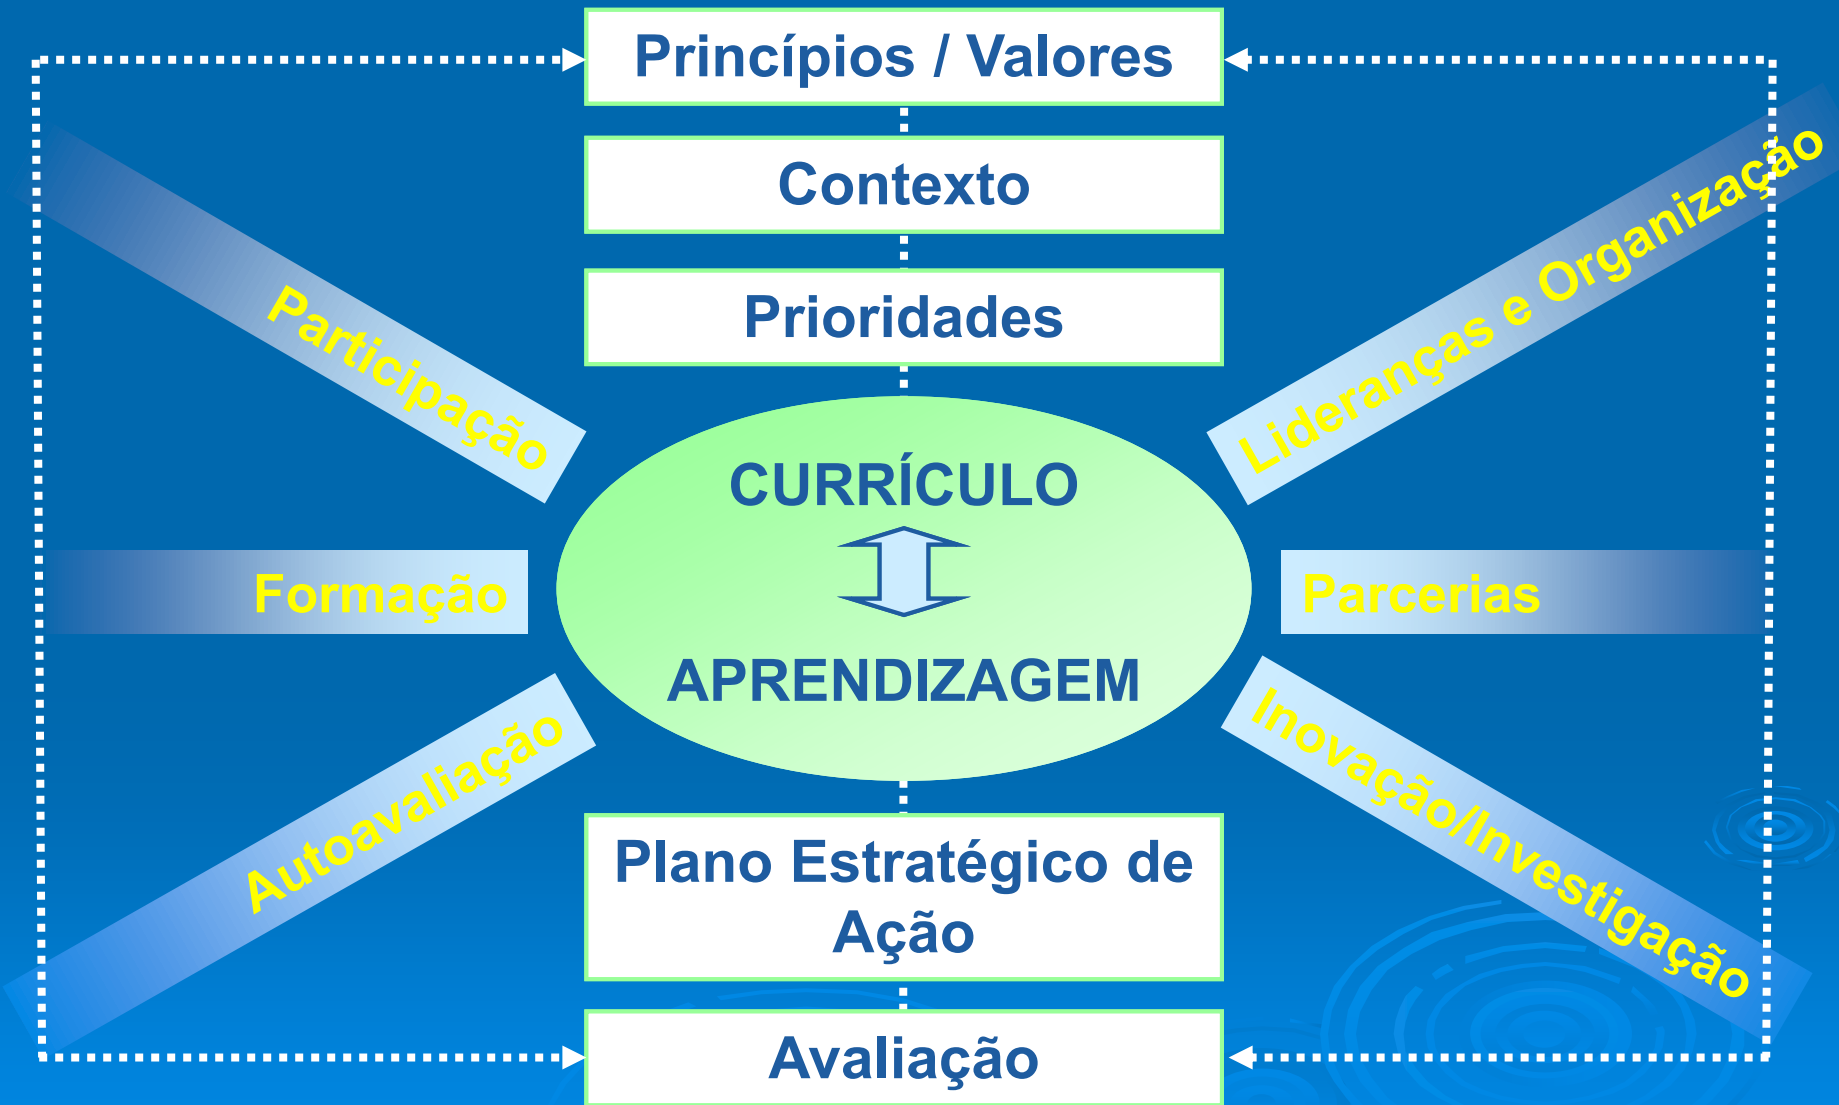 Princípios / Valores
Contexto
Prioridades
Participação
Lideranças e Organização
CURRÍCULO
Formação
Parcerias
APRENDIZAGEM
Autoavaliação
Inovação/Investigação
Plano Estratégico de
Ação
Avaliação